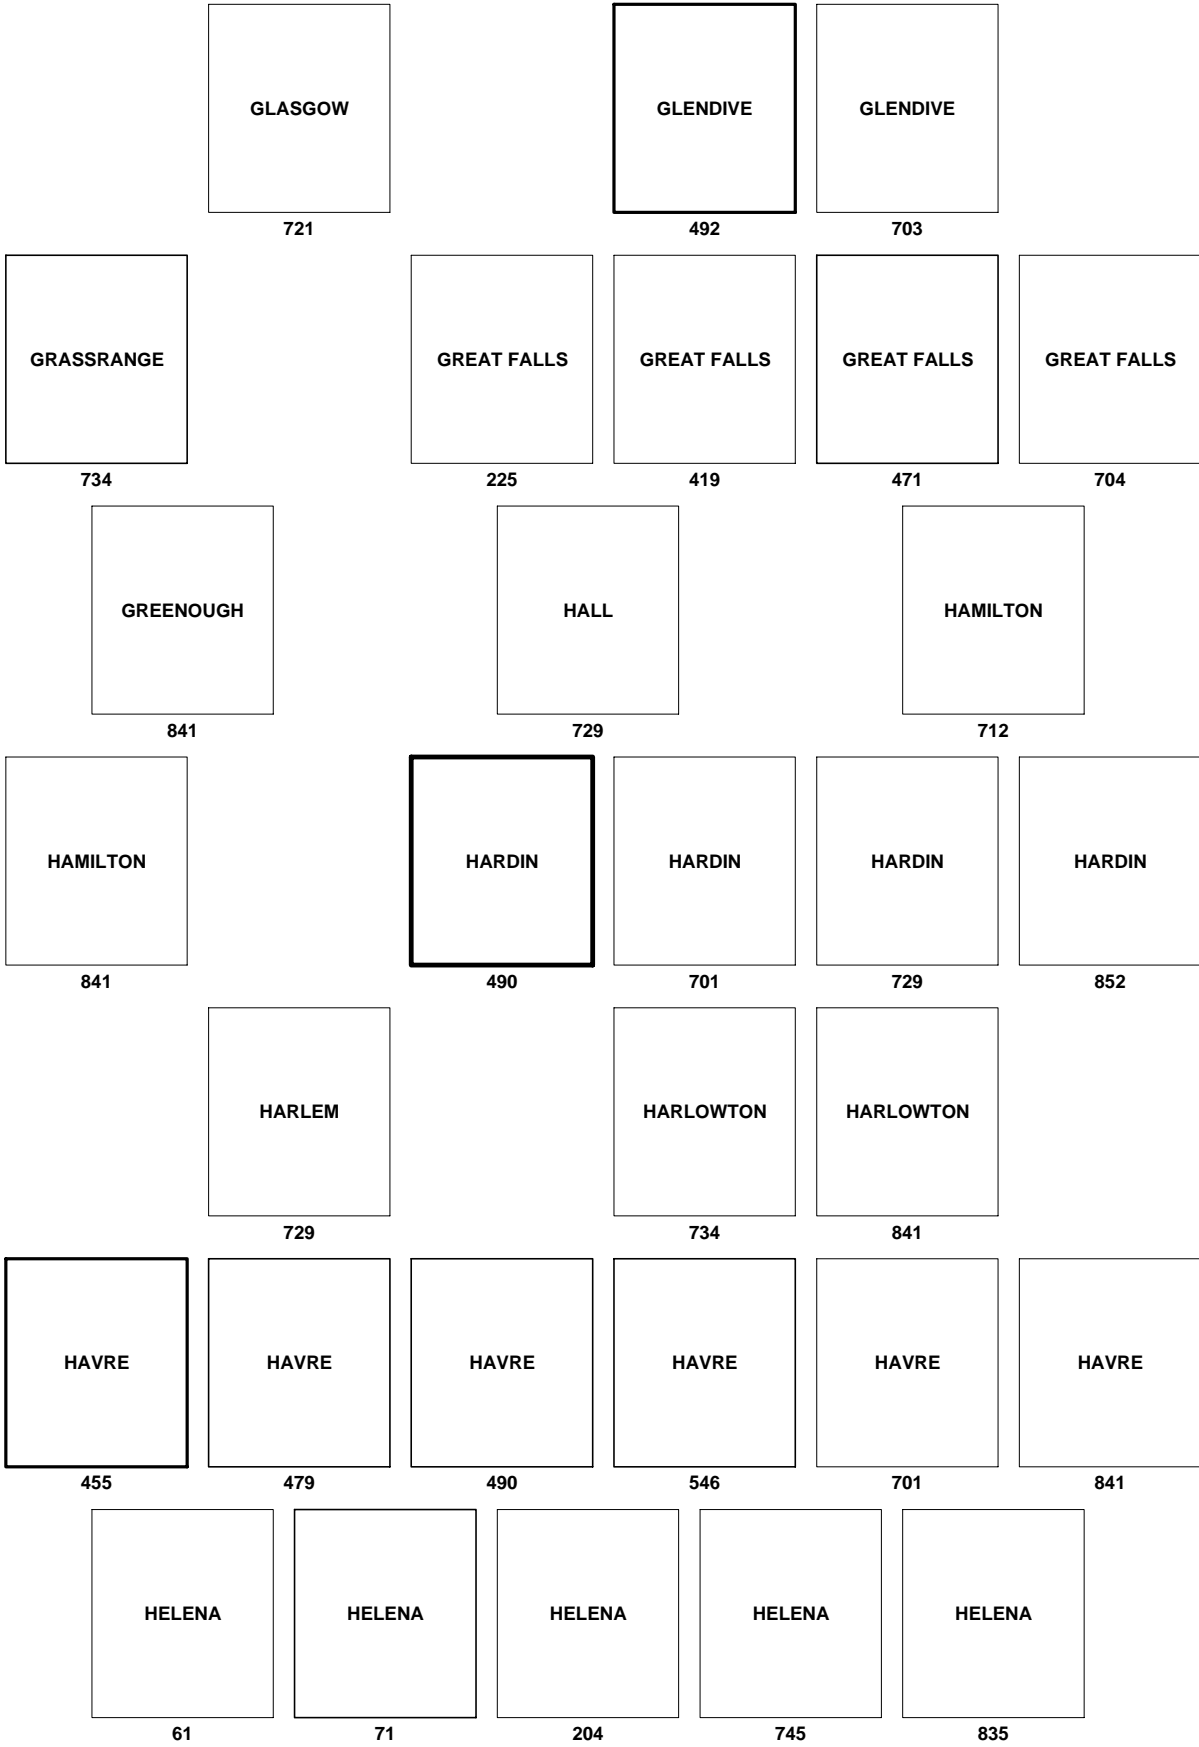 GLASGOW GLENDIVE GLENDIVE
721 492 703
GRASSRANGE GREAT FALLS GREAT FALLS GREAT FALLS GREAT FALLS
734 225 419 471 704
GREENOUGH HALL HAMILTON
841 729 712
HAMILTON HARDIN HARDIN HARDIN HARDIN
841 490 701 729 852
HARLEM HARLOWTON HARLOWTON
729 734 841
HAVRE HAVRE HAVRE HAVRE HAVRE HAVRE
455 479 490 546 701 841
HELENA HELENA HELENA HELENA HELENA
61 71 204 745 835